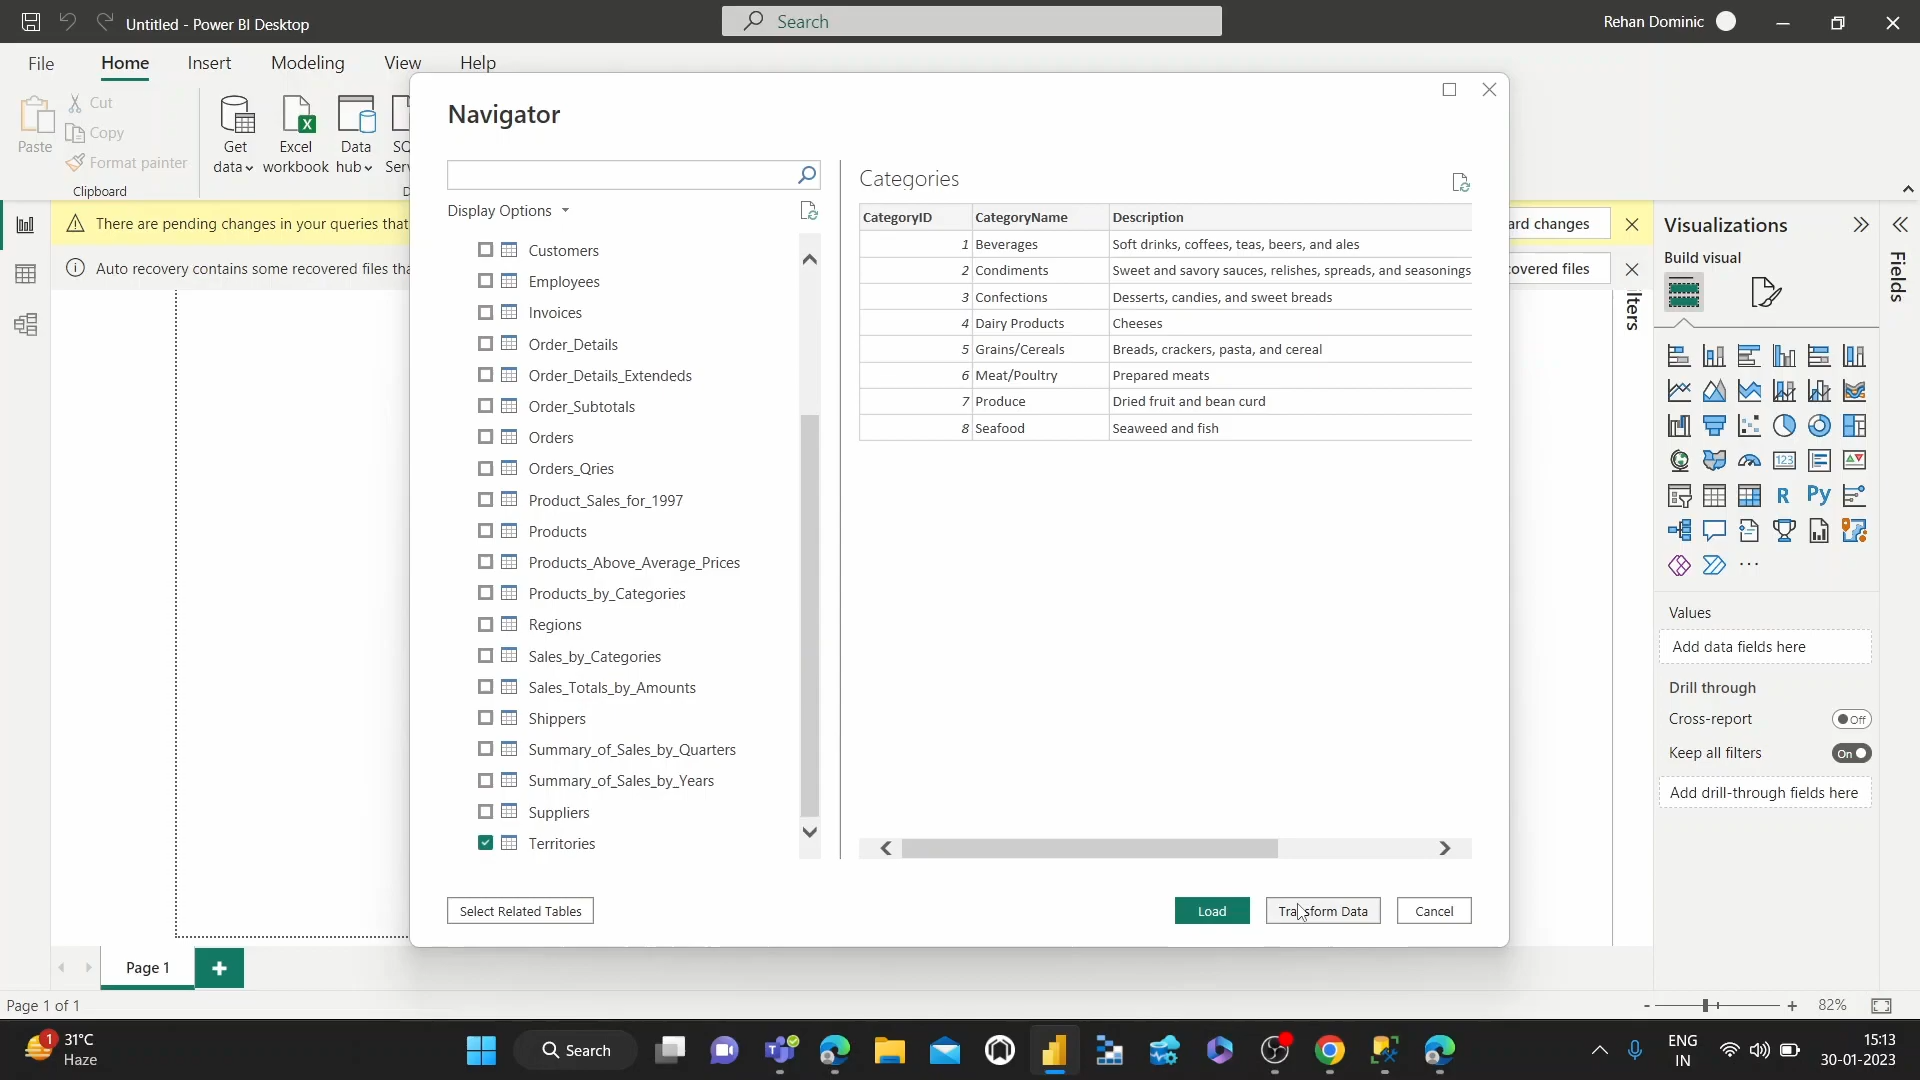 Untitled - Power BI Desktop
Search
Rehan Dominic
File
Home
Insert
Modeling
View
Help
Paste
Cut
Copy
Format painter
Clipboard
Get data
Excel workbook
Data hub
There are pending changes in your queries that
Auto recovery contains some recovered files tha
ard changes
overed files
Navigator
Display Options
Customers
Employees
Invoices
Order_Details
Order_Details_Extendeds
Order_Subtotals
Orders
Orders_Qries
Product_Sales_for_1997
Products
Products_Above_Average_Prices
Products_by_Categories
Regions
Sales_by_Categories
Sales_Totals_by_Amounts
Shippers
Summary_of_Sales_by_Quarters
Summary_of_Sales_by_Years
Suppliers
Territories
Select Related Tables
Categories
CategoryID CategoryName Description
1 Beverages Soft drinks, coffees, teas, beers, and ales
2 Condiments Sweet and savory sauces, relishes, spreads, and seasonings
3 Confections Desserts, candies, and sweet breads
4 Dairy Products Cheeses
5 Grains/Cereals Breads, crackers, pasta, and cereal
6 Meat/Poultry Prepared meats
7 Produce Dried fruit and bean curd
8 Seafood Seaweed and fish
Load
Transform Data
Cancel
lters
Visualizations
Build visual
123
R
Py
Values
Add data fields here
Drill through
Cross-report
Off
Keep all filters
On
Add drill-through fields here
Fields
Page 1
Page 1 of 1
82%
1
31°C
Haze
Search
ENG
IN
15:13
30-01-2023